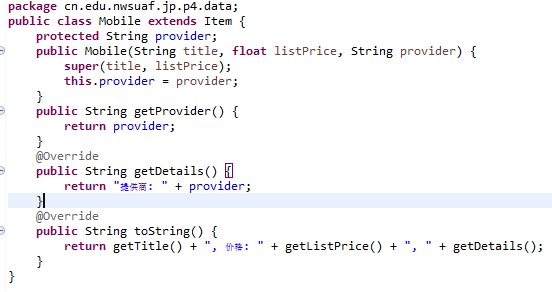 package cn.edu.nwsuaf.jp.p4.data;
public class Mobile extends Item {
    protected String provider;
    public Mobile(String title, float listPrice, String provider) {
        super(title, listPrice);
        this.provider = provider;
    }
    public String getProvider() {
        return provider;
    }
    @Override
    public String getDetails() {
        return "提供商: " + provider;
    }
    @Override
    public String toString() {
        return getTitle() + ", 价格: " + getListPrice() + ", " + getDetails();
    }
}